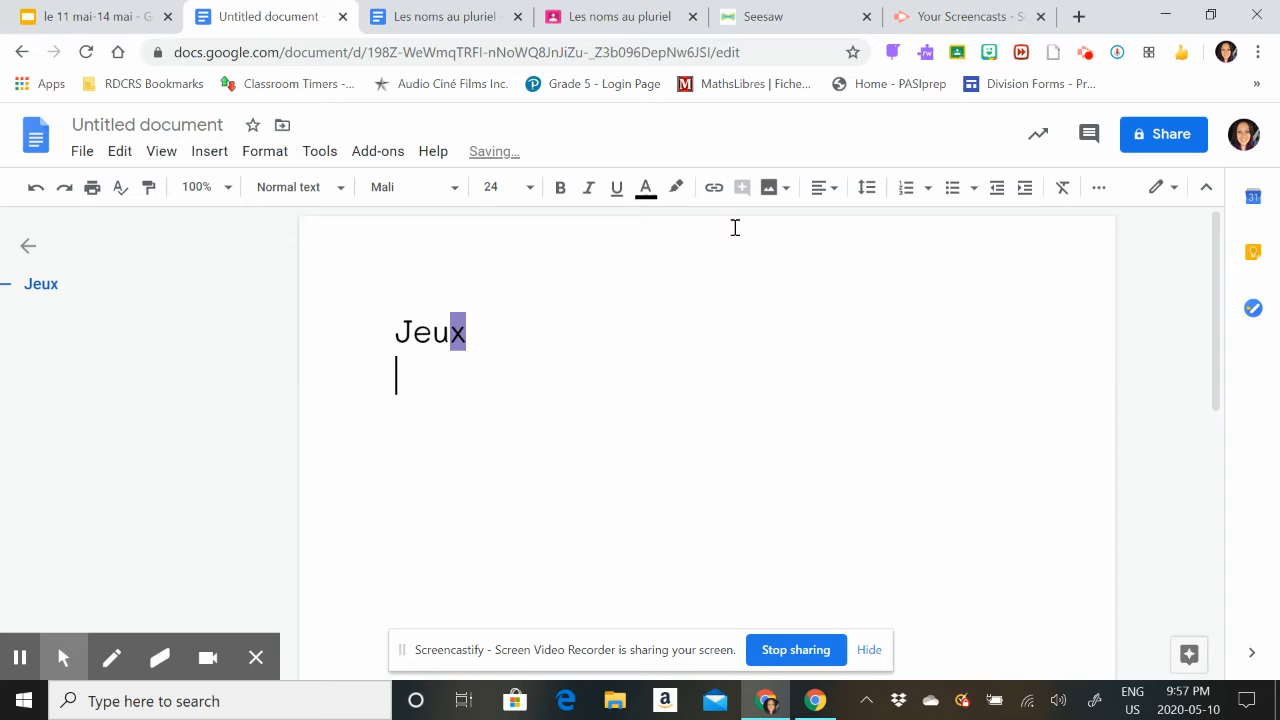 le 11 mai-14 mai - G
Untitled document
Les noms au pluriel
Les noms au pluriel
Seesaw
Your Screencasts - Sc
docs.google.com/document/d/198Z-WeWmqTRFI-nNoWQ8JnJiZu-_Z3b096DepNw6JSI/edit
Apps
RDCRS Bookmarks
Classroom Timers -...
Audio Ciné Films Inc.
Grade 5 - Login Page
MathsLibres | Fiche...
Home - PASIprep
Division Forms - Pr...
Untitled document
Share
File Edit View Insert Format Tools Add-ons Help Saving...
100% Normal text Mali 24 B I U A
31
Jeux
Jeux
Screencastify - Screen Video Recorder is sharing your screen.
Stop sharing
Hide
Type here to search
ENG
US
9:57 PM
2020-05-10